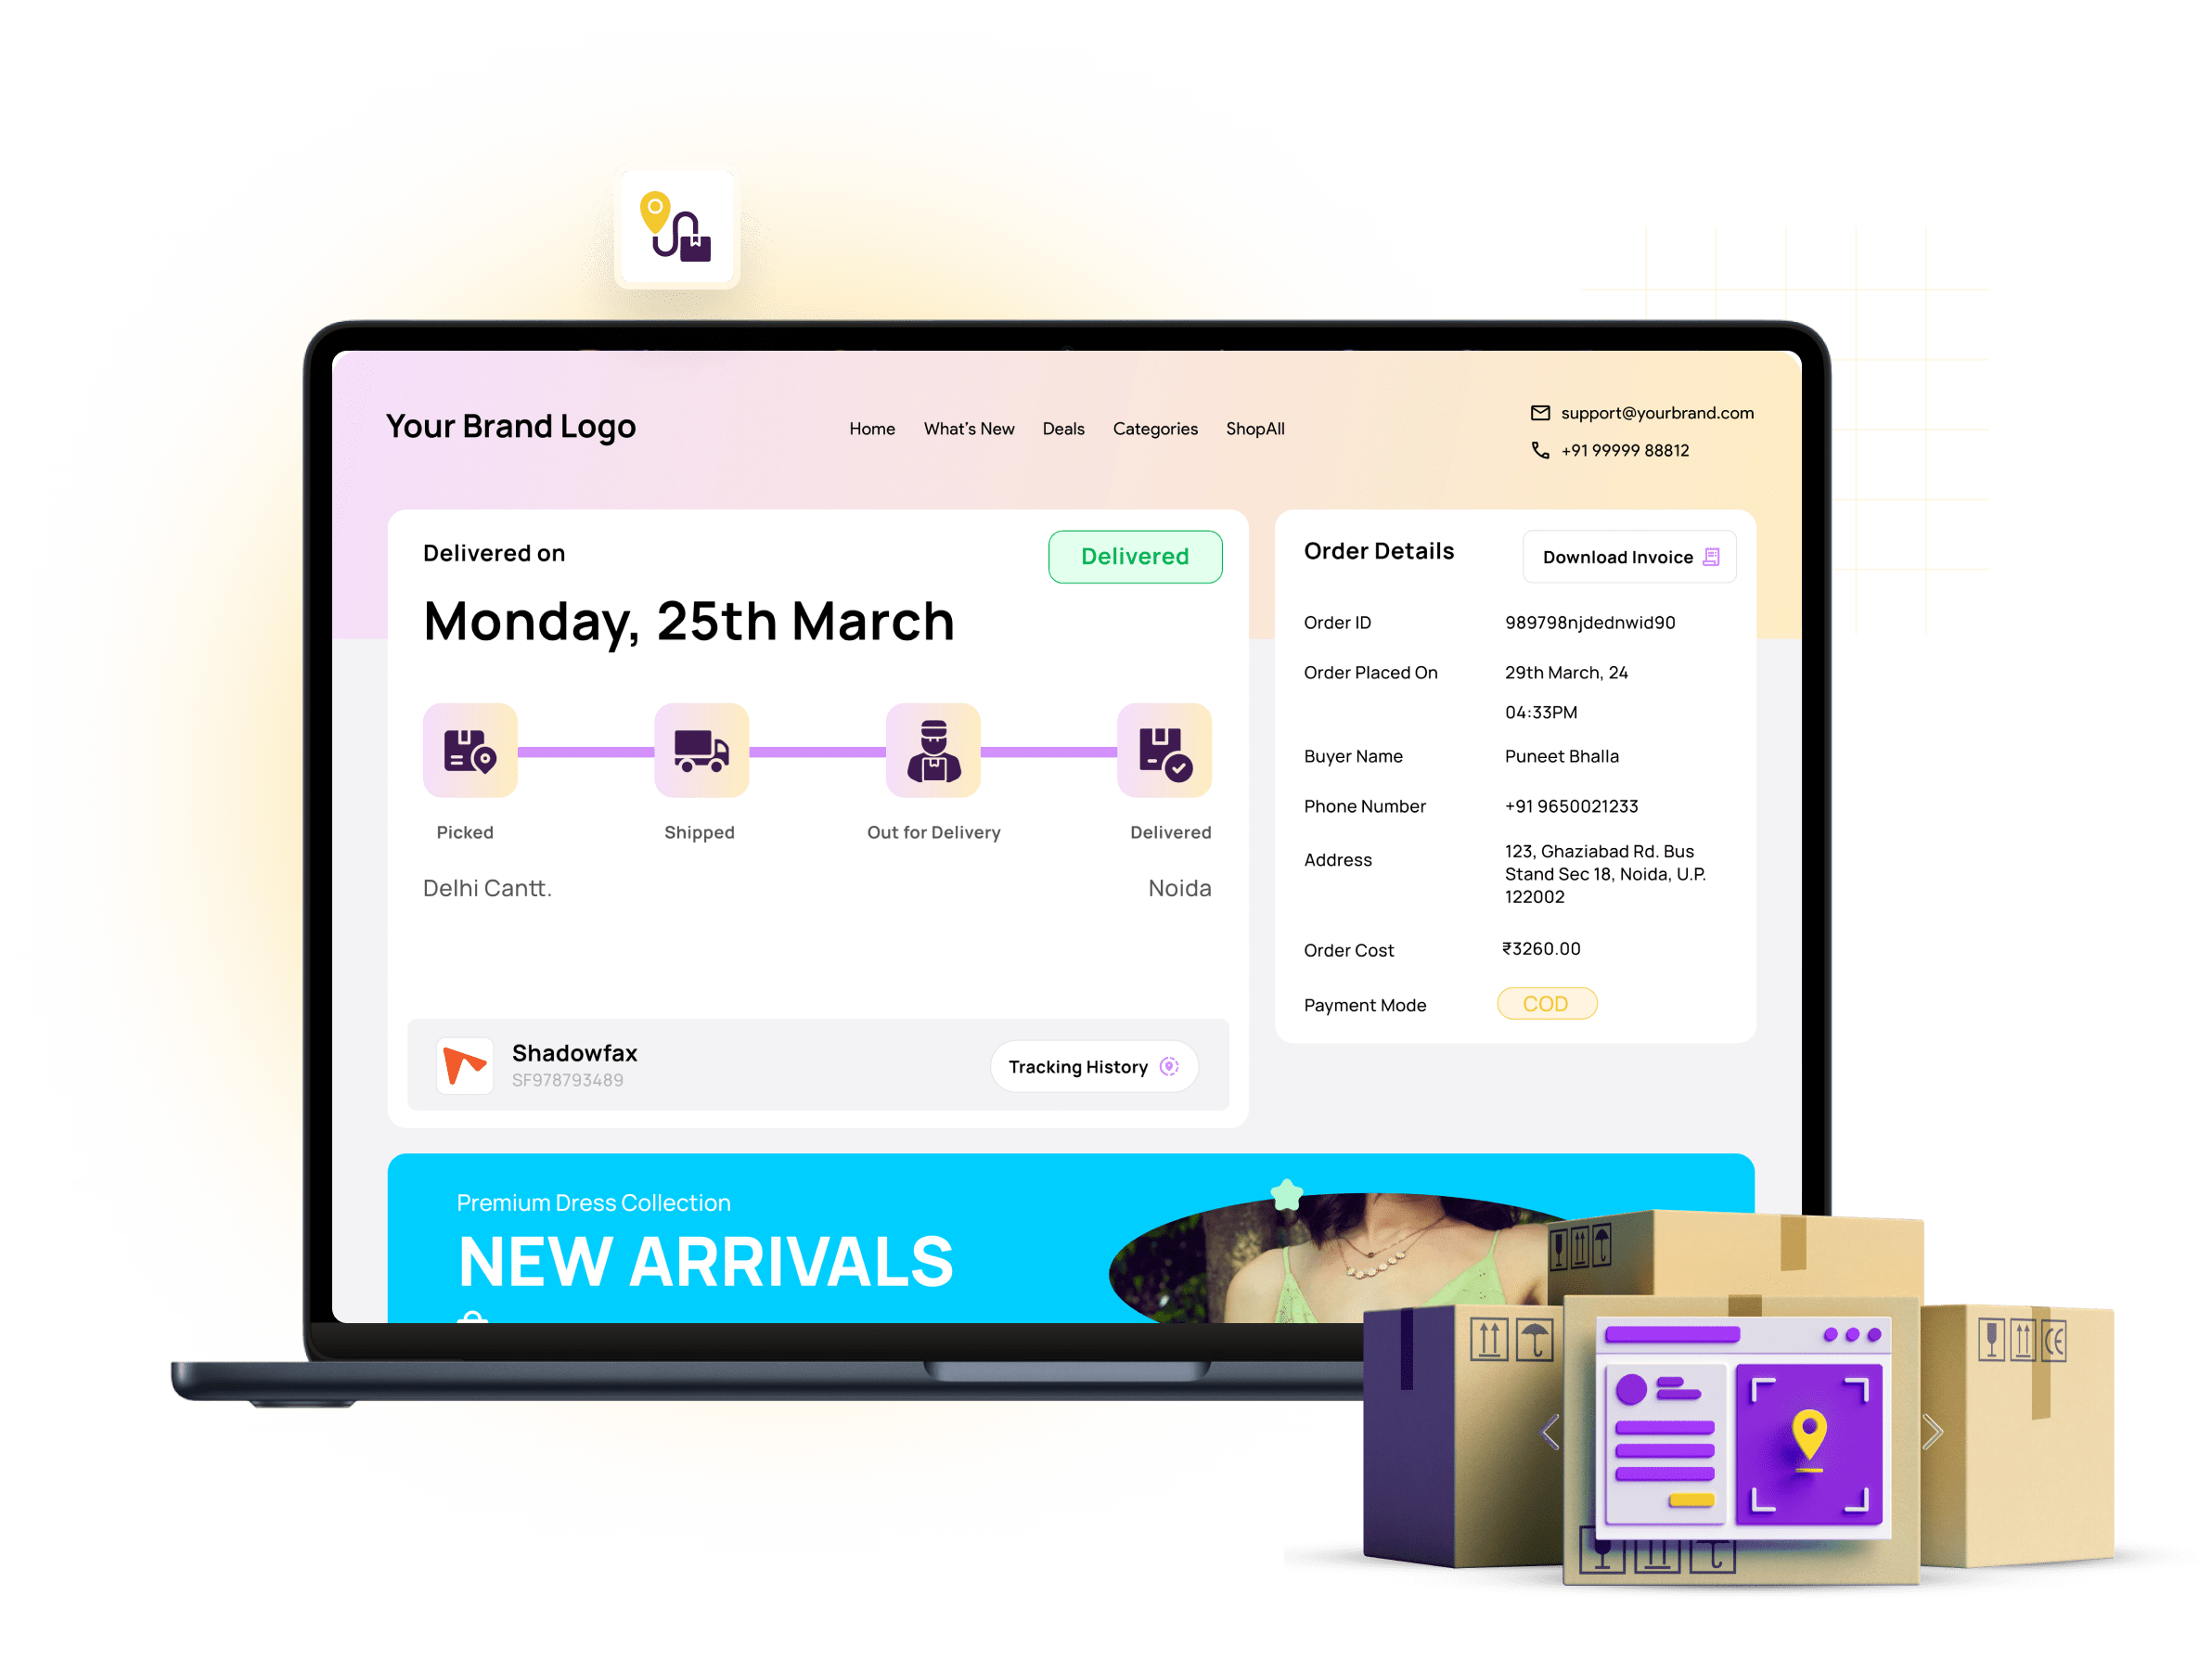 Your Brand Logo
Home What's New Deals Categories ShopAll
support@yourbrand.com
+91 99999 88812
Delivered on
Delivered
Monday, 25th March
Picked Shipped Out for Delivery Delivered
Delhi Cantt. Noida
Shadowfax
SF978793489
Tracking History
Order Details
Download Invoice
Order ID 989798njdednwid90
Order Placed On 29th March, 24
04:33PM
Buyer Name Puneet Bhalla
Phone Number +91 9650021233
Address 123, Ghaziabad Rd. Bus
Stand Sec 18, Noida, U.P.
122002
Order Cost ₹3260.00
Payment Mode COD
Premium Dress Collection
NEW ARRIVALS
CE